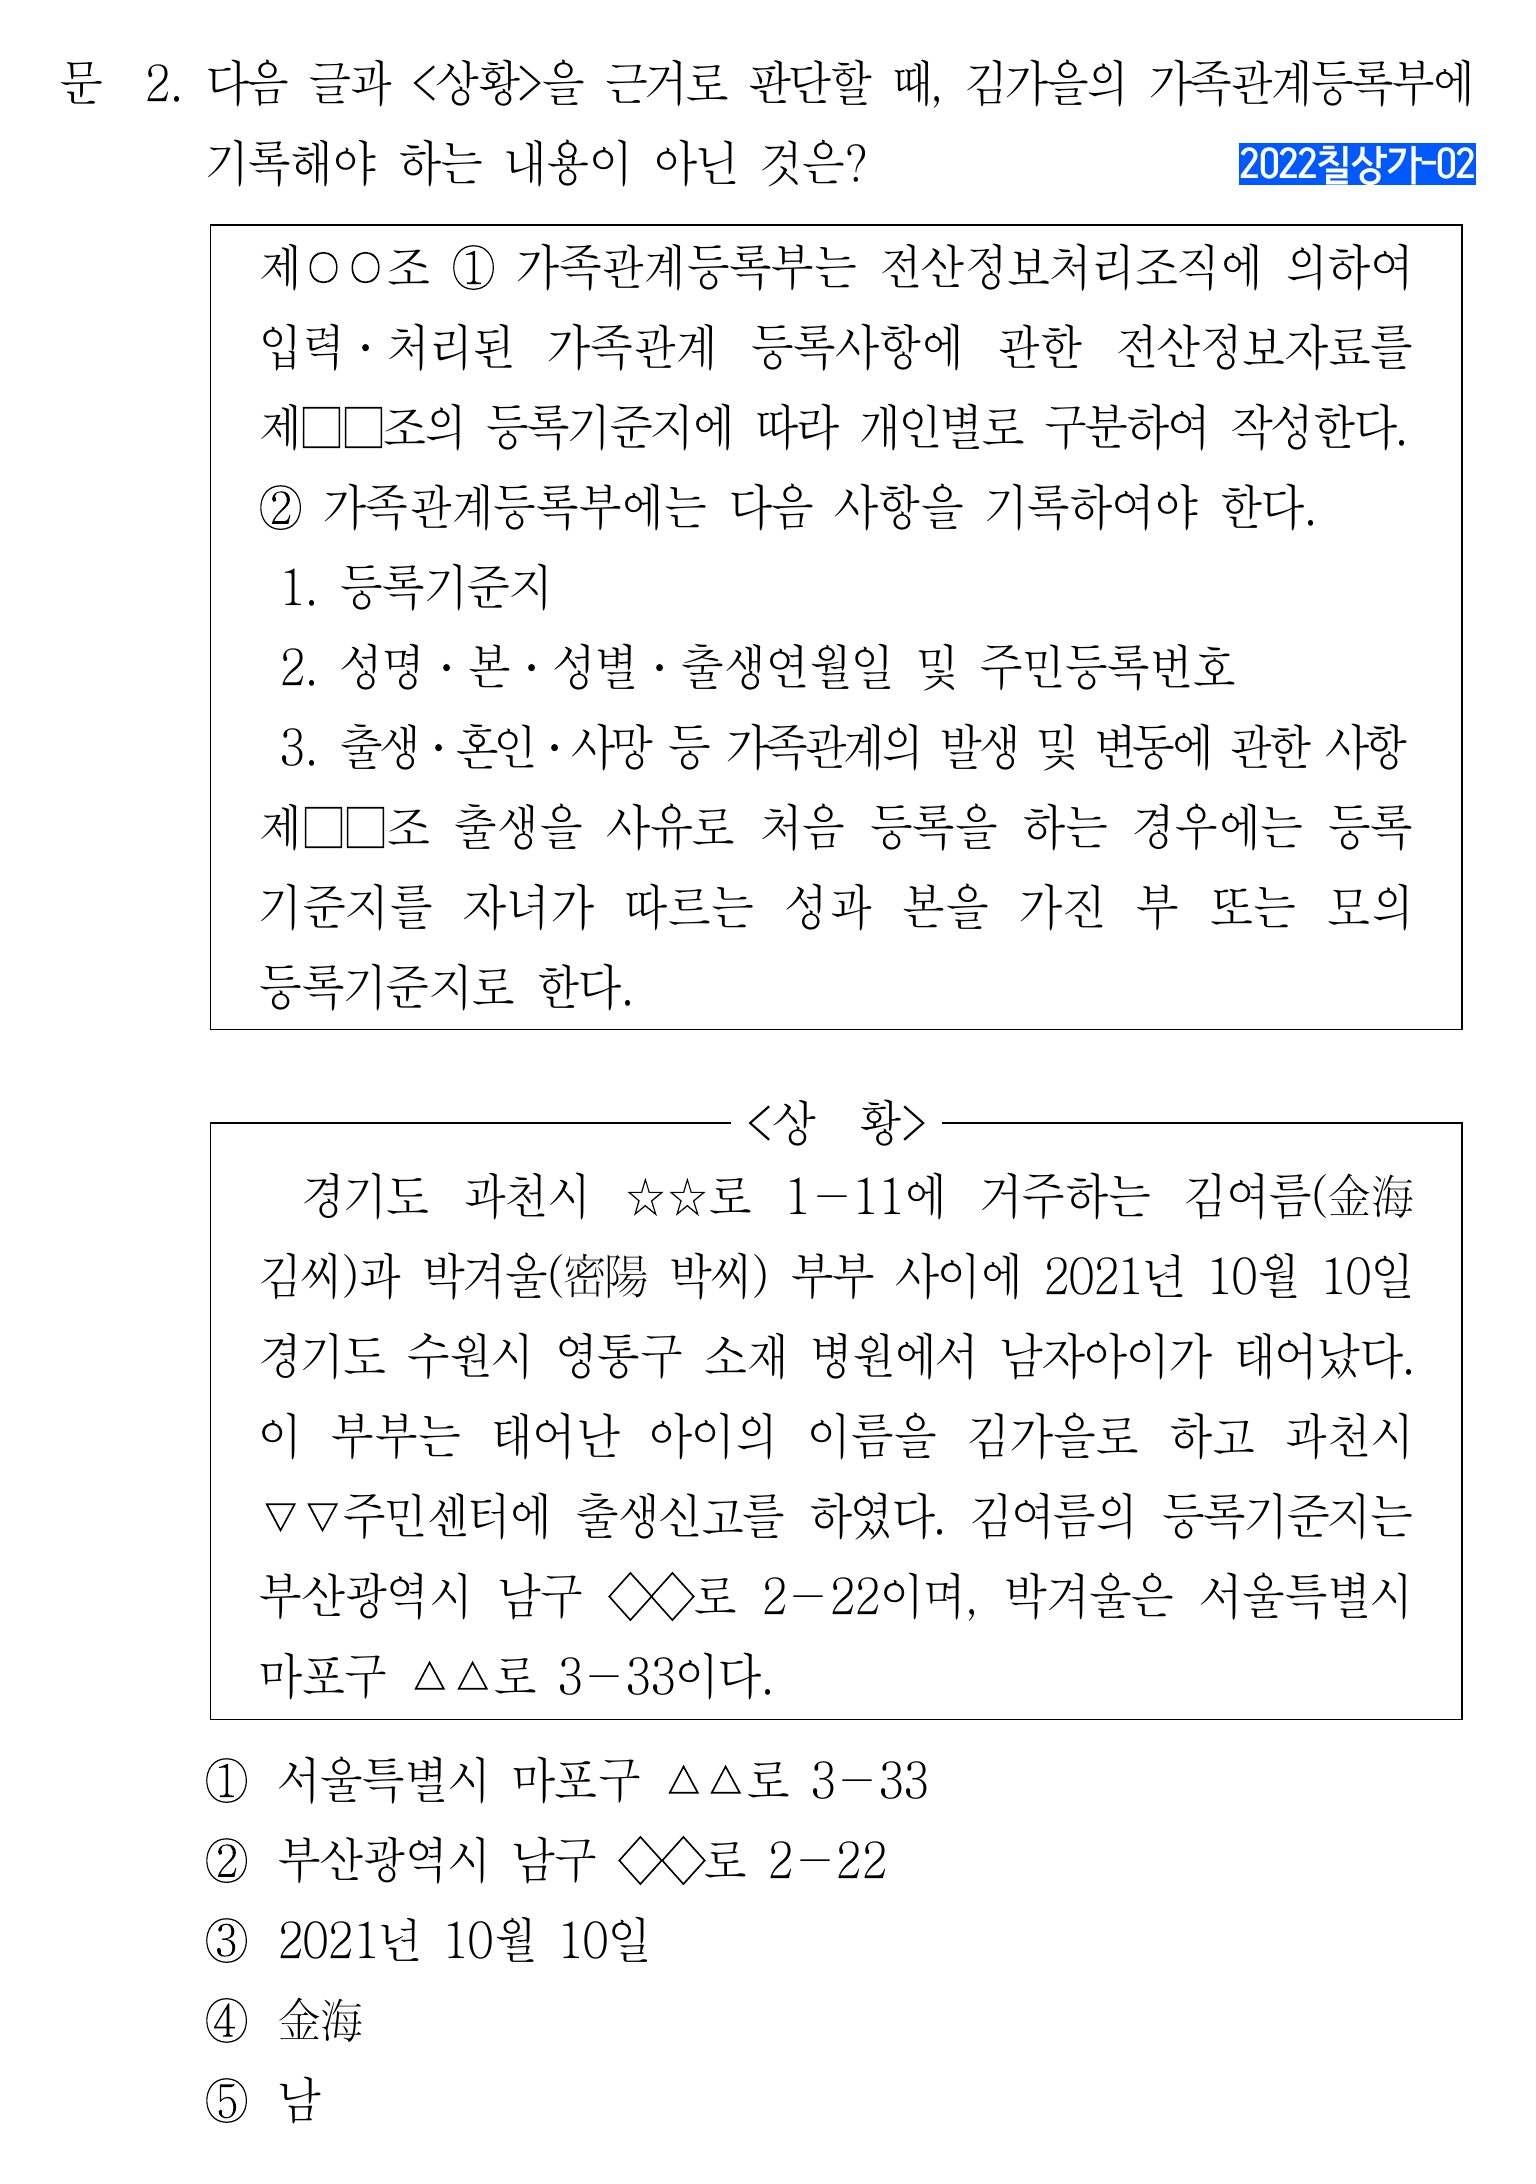 문 2. 다음 글과 <상황>을 근거로 판단할 때, 김가을의 가족관계등록부에
기록해야 하는 내용이 아닌 것은?
2022칠상가-02
제○○조 ① 가족관계등록부는 전산정보처리조직에 의하여
입력·처리된 가족관계 등록사항에 관한 전산정보자료를
제□□조의 등록기준지에 따라 개인별로 구분하여 작성한다.
② 가족관계등록부에는 다음 사항을 기록하여야 한다.
1. 등록기준지
2. 성명·본·성별·출생연월일 및 주민등록번호
3. 출생·혼인·사망 등 가족관계의 발생 및 변동에 관한 사항
제□□조 출생을 사유로 처음 등록을 하는 경우에는 등록
기준지를 자녀가 따르는 성과 본을 가진 부 또는 모의
등록기준지로 한다.
<상 황>
경기도 과천시 ☆☆로 1-11에 거주하는 김여름(金海
김씨)과 박겨울(密陽 박씨) 부부 사이에 2021년 10월 10일
경기도 수원시 영통구 소재 병원에서 남자아이가 태어났다.
이 부부는 태어난 아이의 이름을 김가을로 하고 과천시
▽▽주민센터에 출생신고를 하였다. 김여름의 등록기준지는
부산광역시 남구 ◇◇로 2-22이며, 박겨울은 서울특별시
마포구 △△로 3-33이다.
① 서울특별시 마포구 △△로 3-33
② 부산광역시 남구 ◇◇로 2-22
③ 2021년 10월 10일
④ 金海
⑤ 남